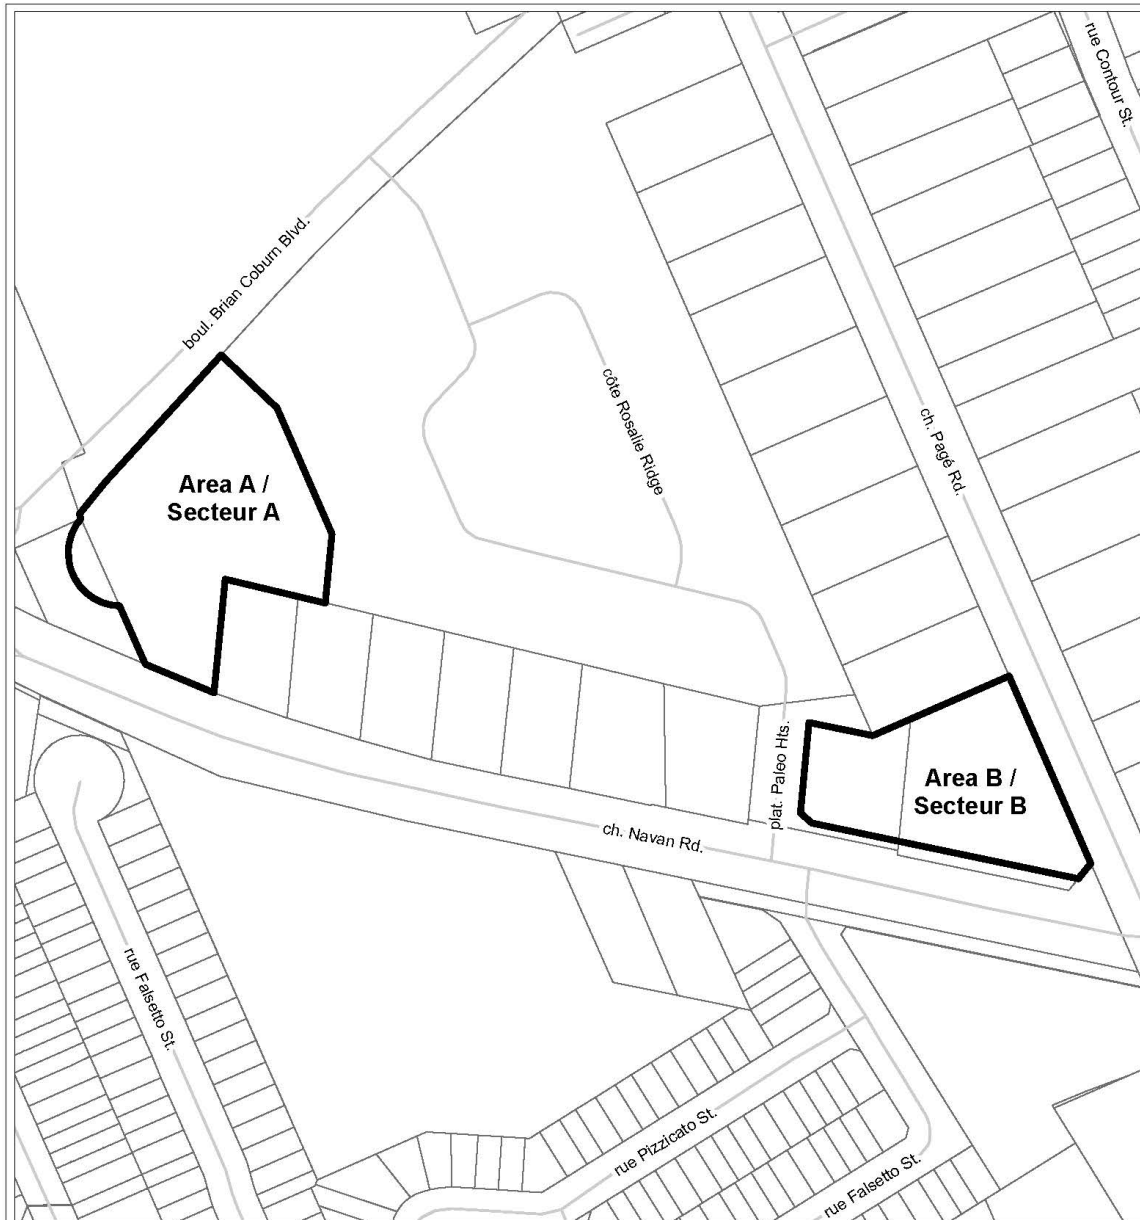 rue Contour St.
boul. Brian Coburn Blvd.
côte Rosalie Ridge
ch. Pagé Rd.
Area A /
Secteur A
plat. Paleo Hts.
Area B /
Secteur B
ch. Navan Rd.
rue Falsetto St.
rue Pizzicato St.
rue Falsetto St.